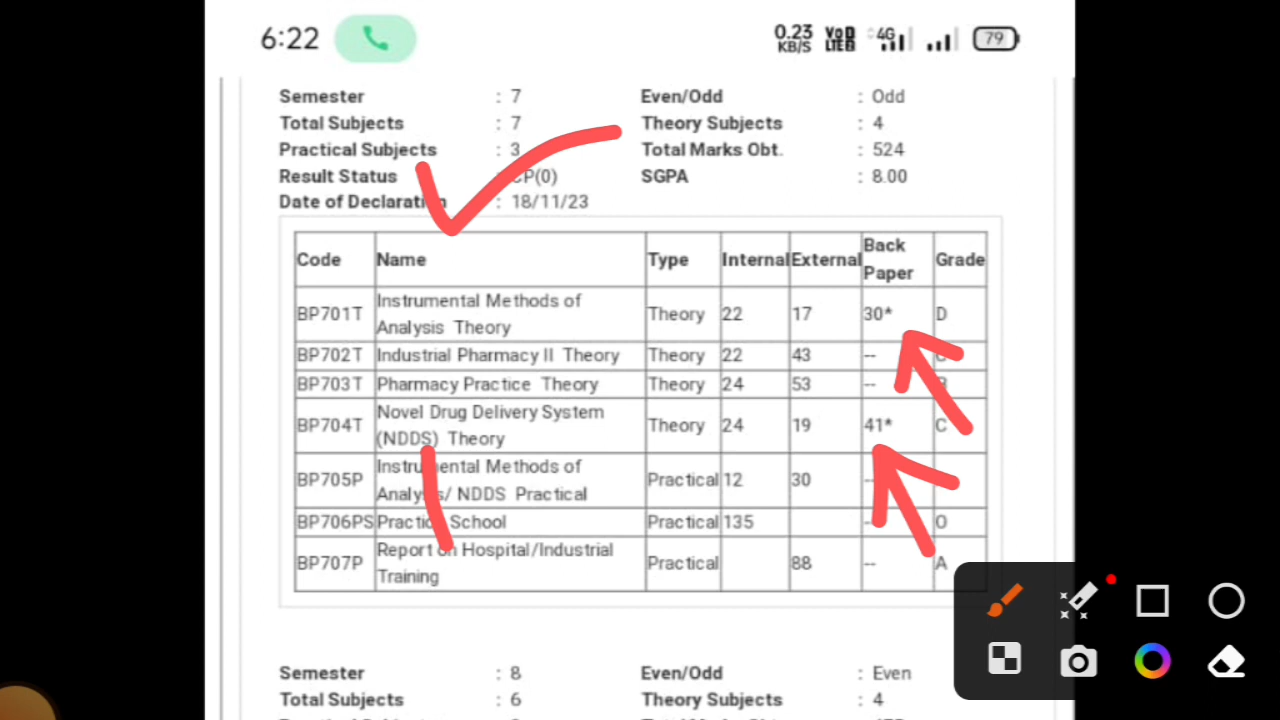 6:22 0.23 KB/S VoD LTE2 4G 79
Semester : 7 Even/Odd : Odd
Total Subjects : 7 Theory Subjects : 4
Practical Subjects : 3 Total Marks Obt. : 524
Result Status : CP(0) SGPA : 8.00
Date of Declaration : 18/11/23
Code Name Type Internal External Back Paper Grade
BP701T Instrumental Methods of Analysis Theory Theory 22 17 30* D
BP702T Industrial Pharmacy II Theory Theory 22 43 --
BP703T Pharmacy Practice Theory Theory 24 53 --
BP704T Novel Drug Delivery System (NDDS) Theory Theory 24 19 41* C
BP705P Instrumental Methods of Analysis/ NDDS Practical Practical 12 30 --
BP706PS Practice School Practical 135 -- O
BP707P Report on Hospital/Industrial Training Practical 88 -- A
Semester : 8 Even/Odd : Even
Total Subjects : 6 Theory Subjects : 4